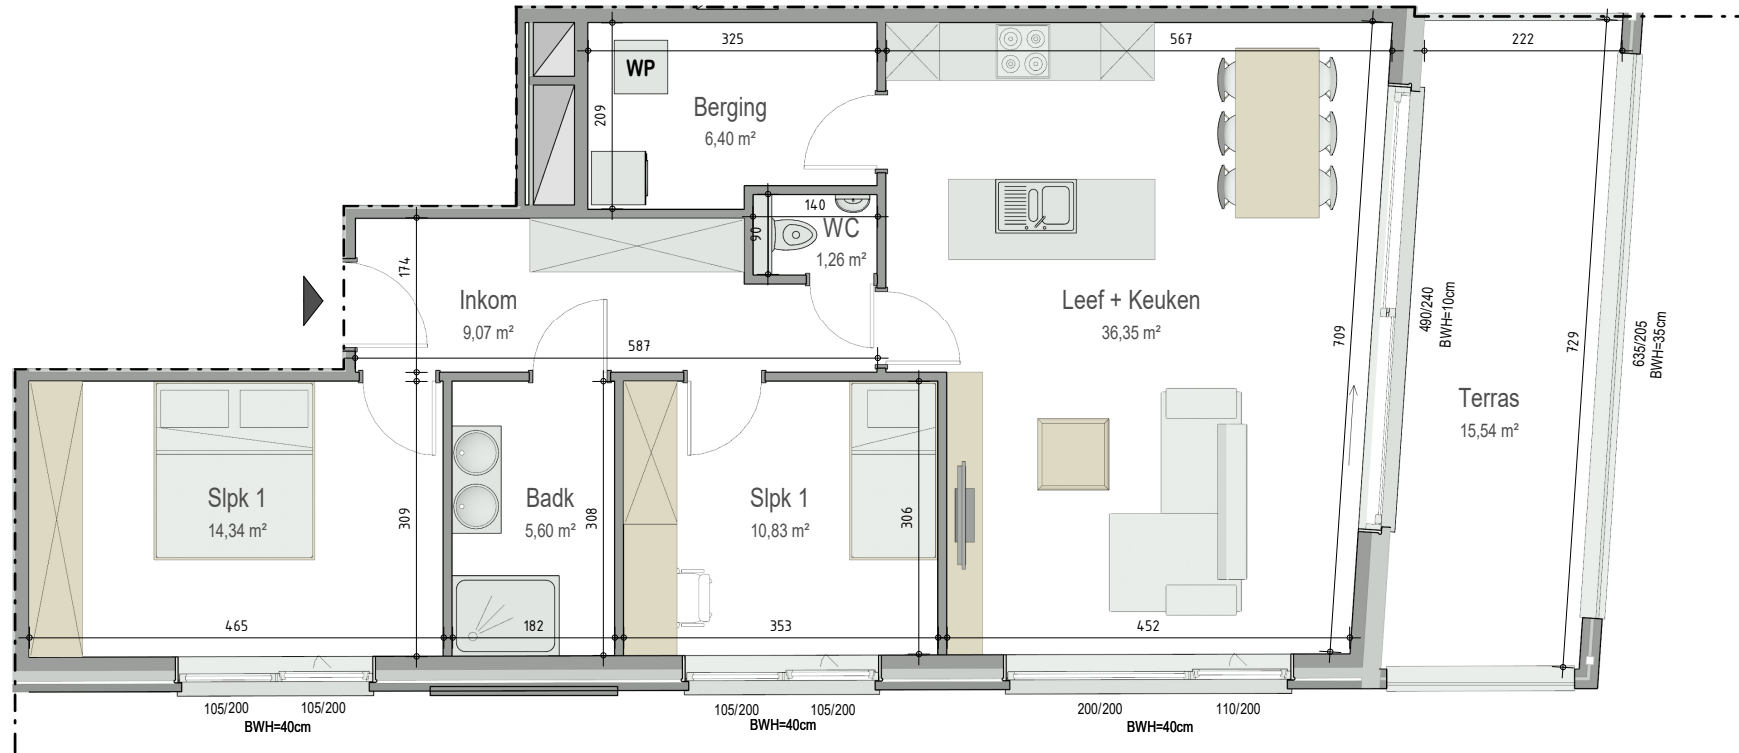 325
567
222
WP
Berging
6,40 m²
209
140
WC
1,26 m²
90
174
Inkom
9,07 m²
587
Leef + Keuken
36,35 m²
709
490/240
BWH=10cm
729
635/205
BWH=35cm
Terras
15,54 m²
Slpk 1
14,34 m²
309
Badk
5,60 m²
308
Slpk 1
10,83 m²
306
465
182
353
452
105/200
105/200
BWH=40cm
105/200
105/200
BWH=40cm
200/200
110/200
BWH=40cm